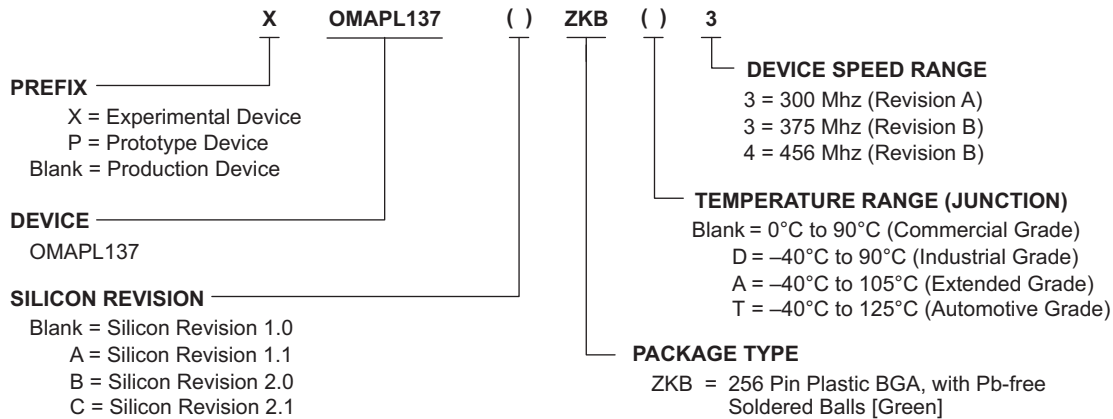 X OMAPL137 ( ) ZKB ( ) 3
PREFIX
X = Experimental Device
P = Prototype Device
Blank = Production Device
DEVICE
OMAPL137
SILICON REVISION
Blank = Silicon Revision 1.0
A = Silicon Revision 1.1
B = Silicon Revision 2.0
C = Silicon Revision 2.1
DEVICE SPEED RANGE
3 = 300 Mhz (Revision A)
3 = 375 Mhz (Revision B)
4 = 456 Mhz (Revision B)
TEMPERATURE RANGE (JUNCTION)
Blank = 0°C to 90°C (Commercial Grade)
D = –40°C to 90°C (Industrial Grade)
A = –40°C to 105°C (Extended Grade)
T = –40°C to 125°C (Automotive Grade)
PACKAGE TYPE
ZKB = 256 Pin Plastic BGA, with Pb-free
Soldered Balls [Green]